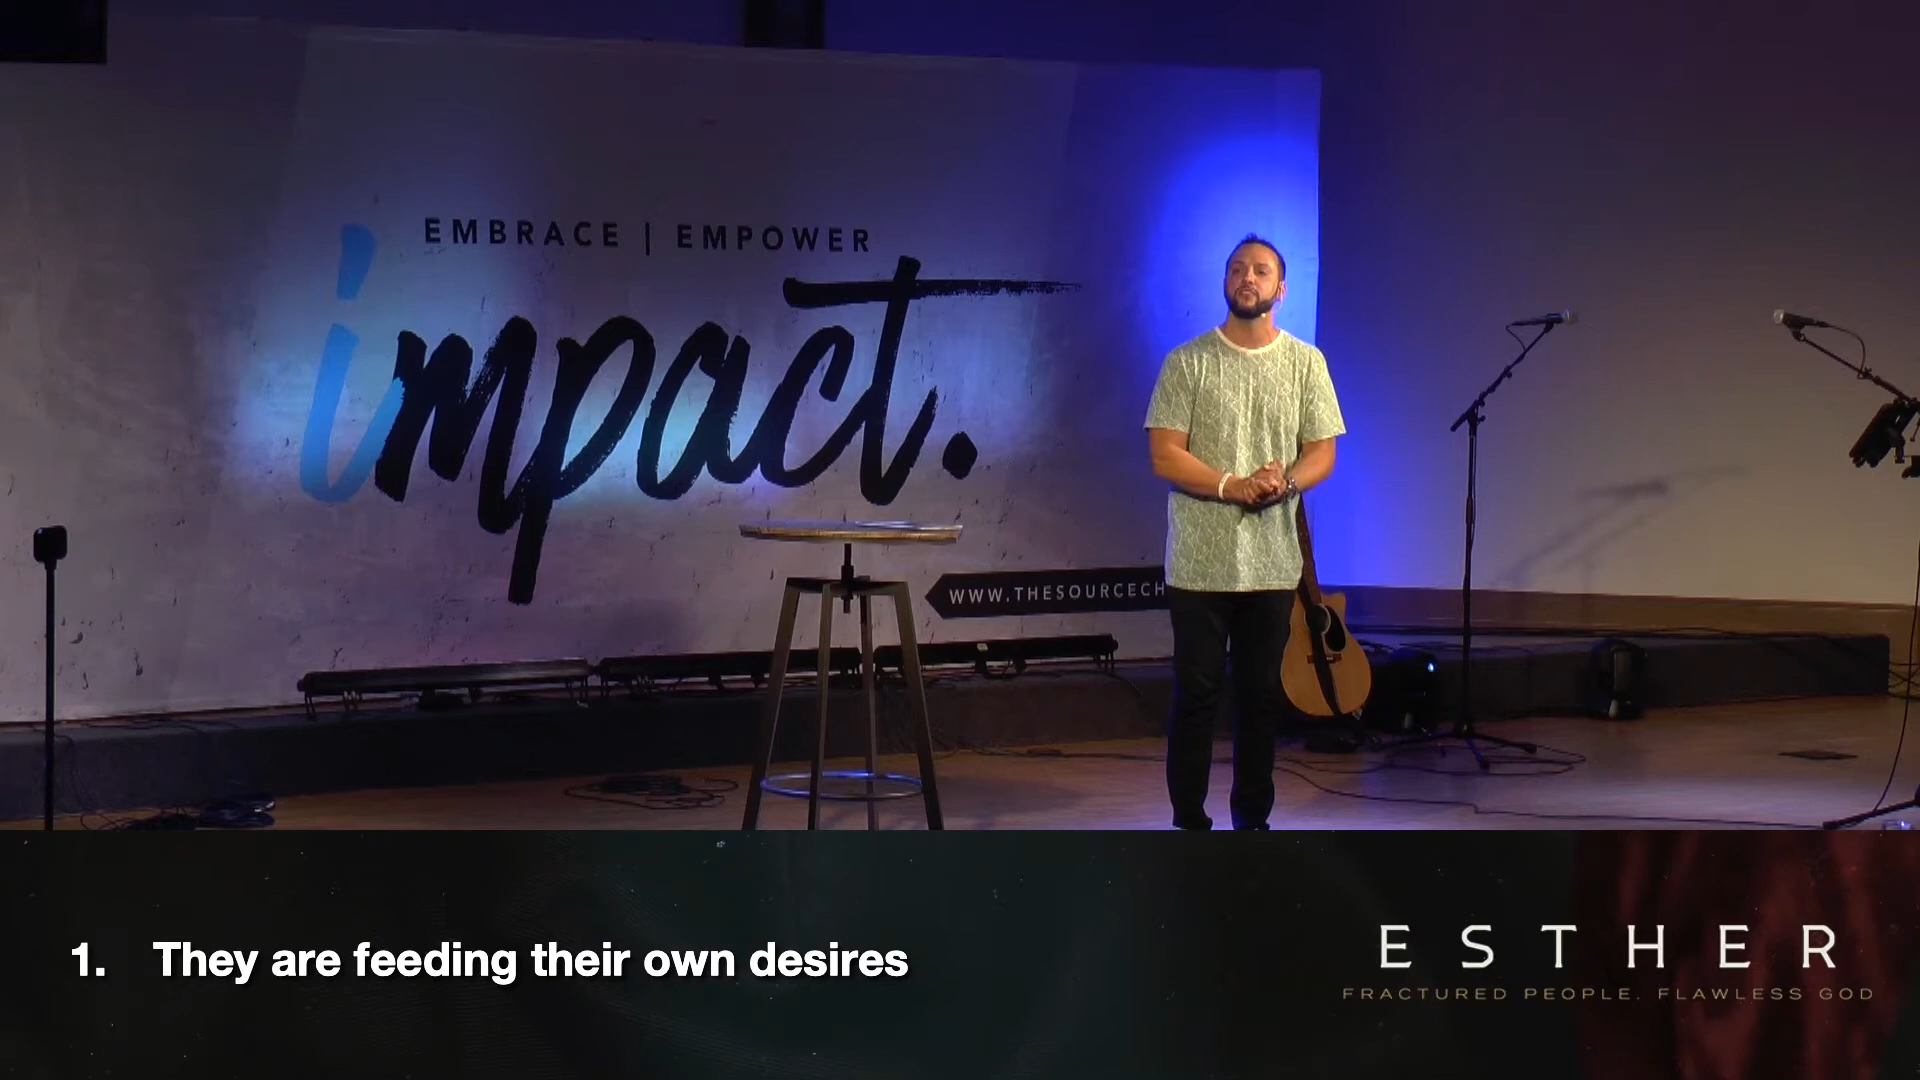 EMBRACE | EMPOWER
impact.
WWW.THESOURCECH
1. They are feeding their own desires
ESTHER
FRACTURED PEOPLE. FLAWLESS GOD